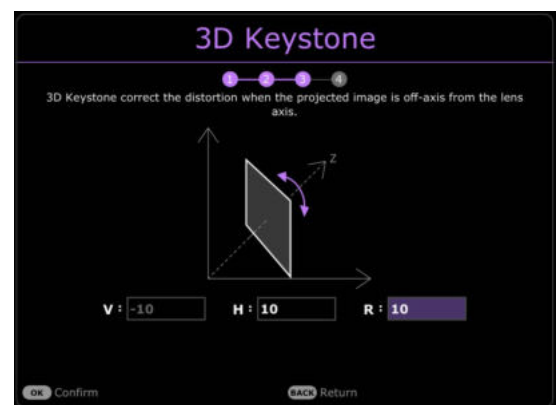 3D Keystone
1 2 3 4
3D Keystone correct the distortion when the projected image is off-axis from the lens
axis.
Z
V : -10 H : 10 R : 10
OK Confirm BACK Return